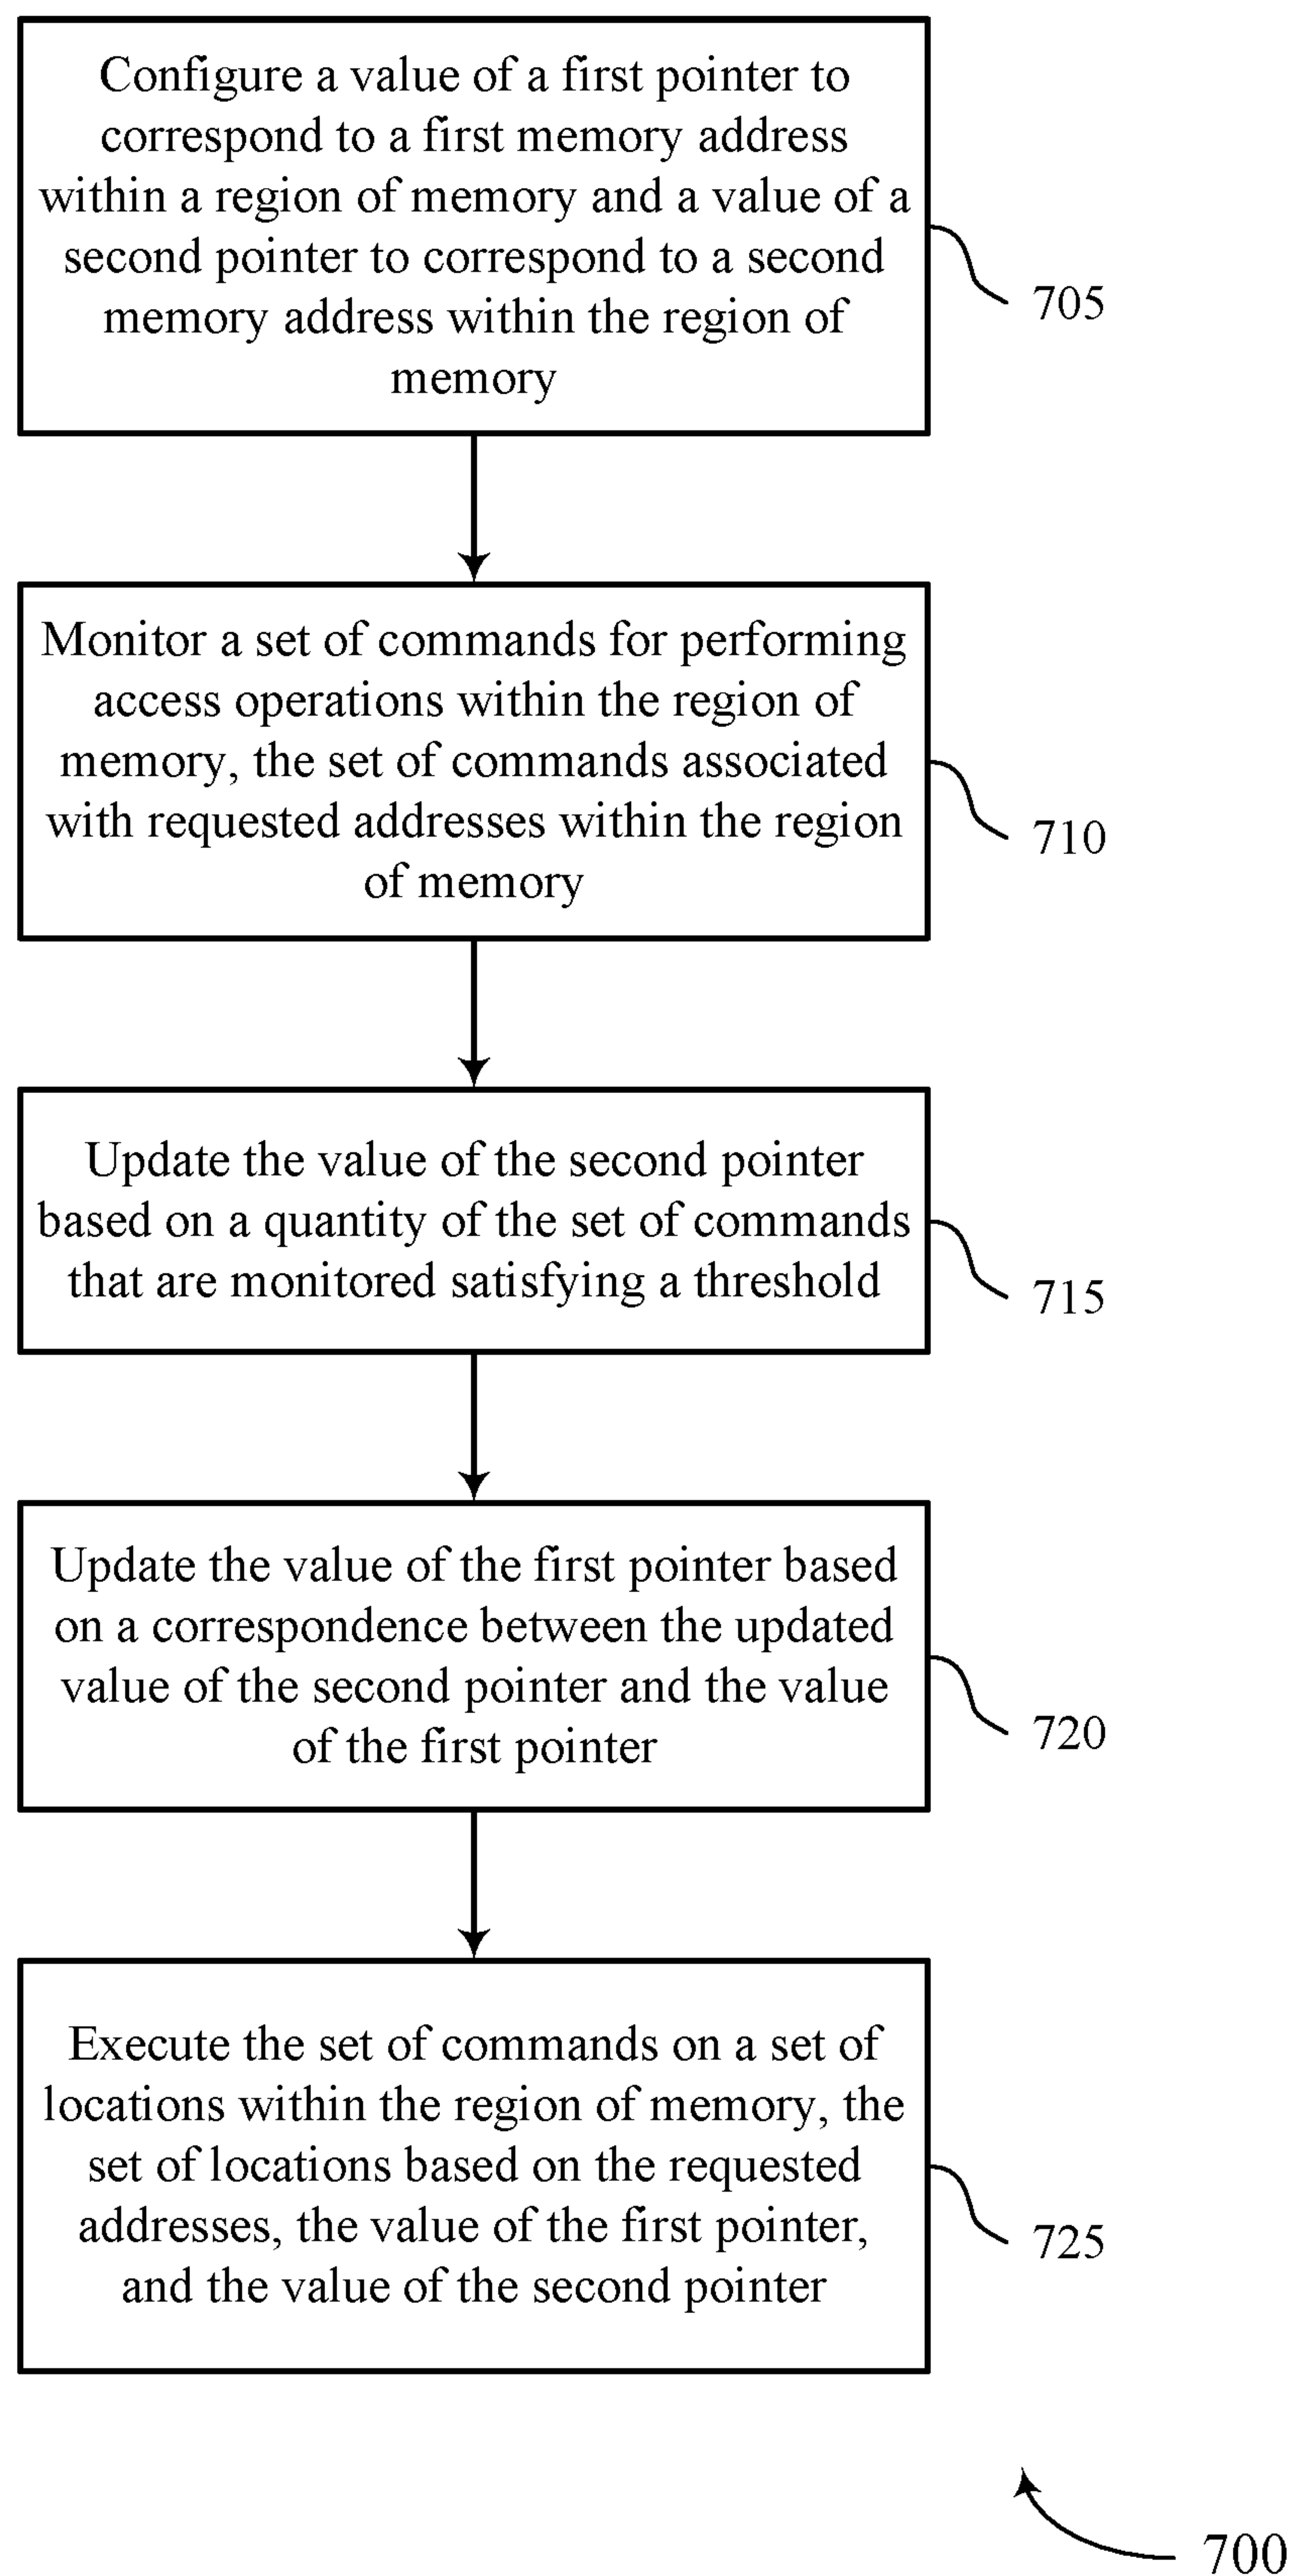 Configure a value of a first pointer to
correspond to a first memory address
within a region of memory and a value of a
second pointer to correspond to a second
memory address within the region of
memory
705
Monitor a set of commands for performing
access operations within the region of
memory, the set of commands associated
with requested addresses within the region
of memory
710
Update the value of the second pointer
based on a quantity of the set of commands
that are monitored satisfying a threshold
715
Update the value of the first pointer based
on a correspondence between the updated
value of the second pointer and the value
of the first pointer
720
Execute the set of commands on a set of
locations within the region of memory, the
set of locations based on the requested
addresses, the value of the first pointer,
and the value of the second pointer
725
700